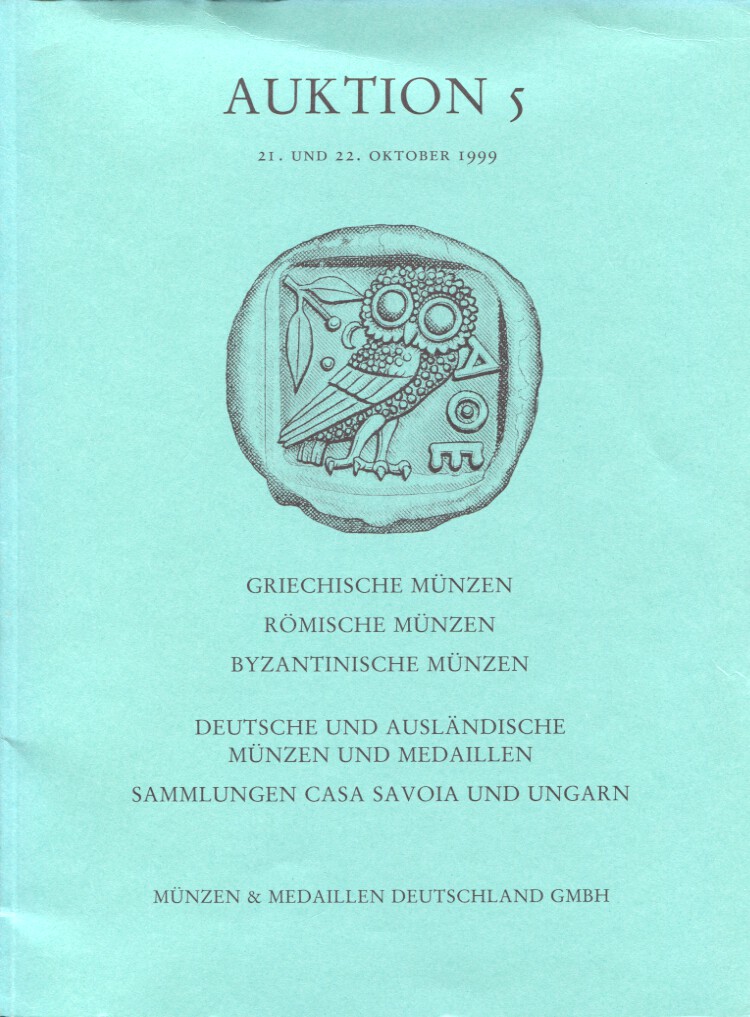 AUKTION 5
21. UND 22. OKTOBER 1999
ΑΘΕ
GRIECHISCHE MÜNZEN
RÖMISCHE MÜNZEN
BYZANTINISCHE MÜNZEN
DEUTSCHE UND AUSLÄNDISCHE
MÜNZEN UND MEDAILLEN
SAMMLUNGEN CASA SAVOIA UND UNGARN
MÜNZEN & MEDAILLEN DEUTSCHLAND GMBH